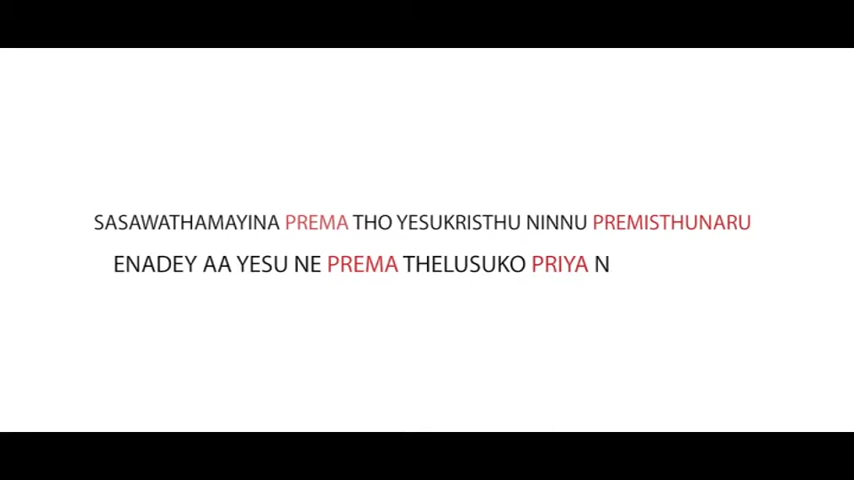 SASAWATHAMAYINA PREMA THO YESUKRISTHU NINNU PREMISTHUNARU
ENADEY AA YESU NE PREMA THELUSUKO PRIYA N